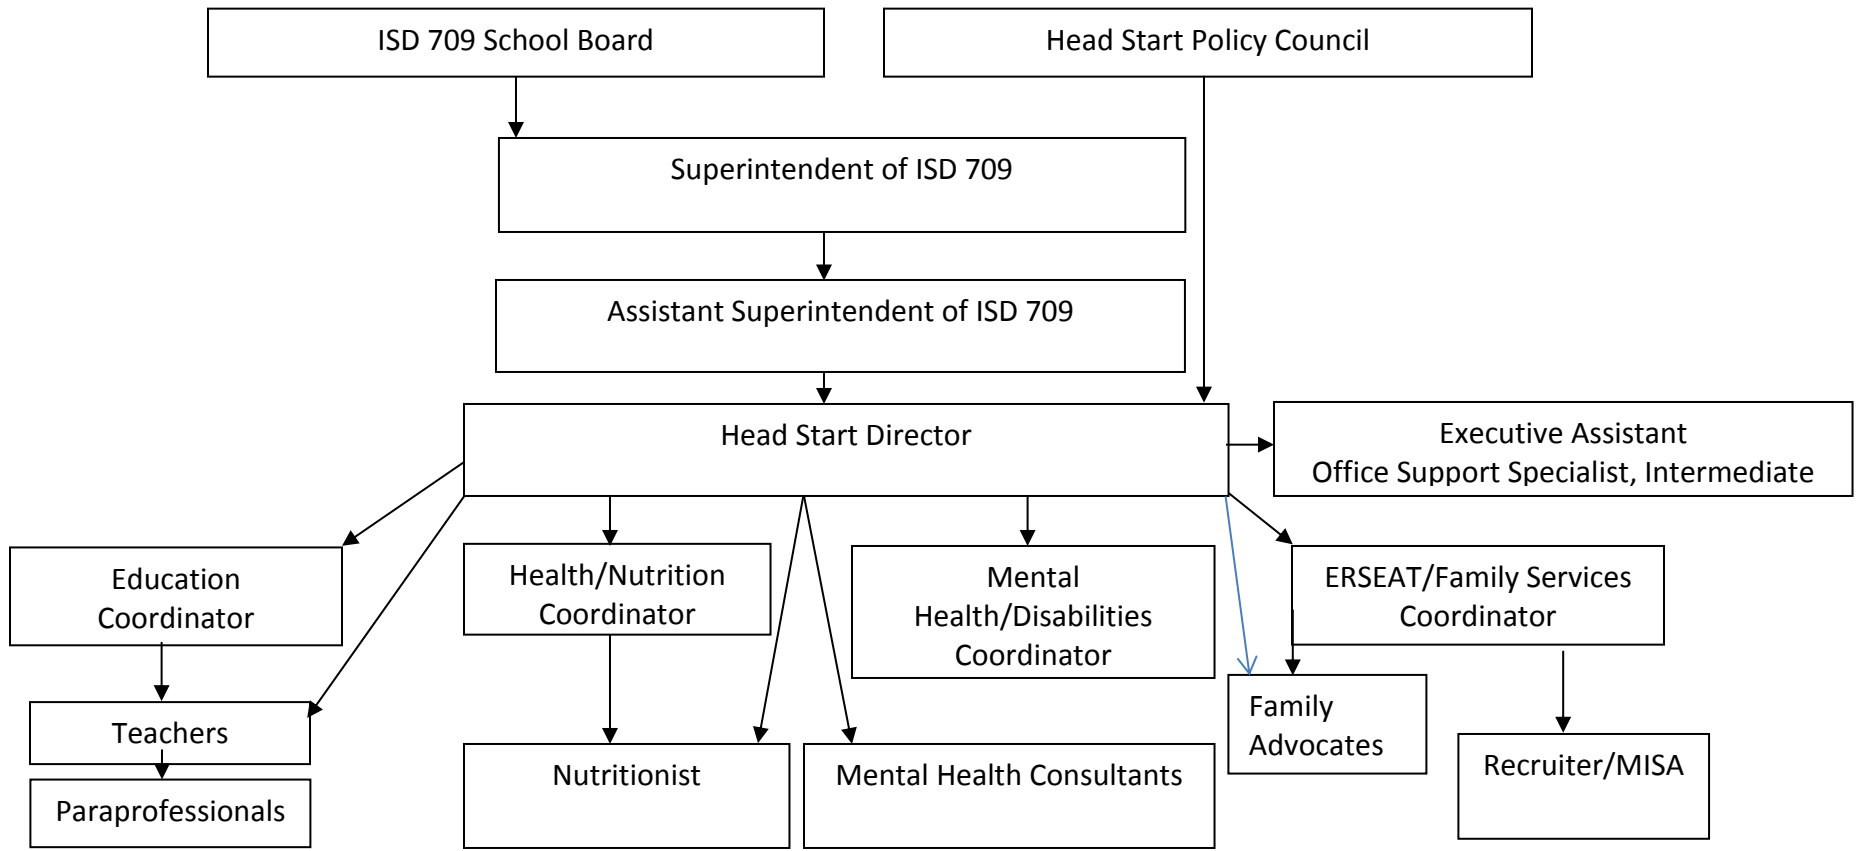 ISD 709 School Board
Head Start Policy Council
Superintendent of ISD 709
Assistant Superintendent of ISD 709
Head Start Director
Executive Assistant
Office Support Specialist, Intermediate
Education
Coordinator
Health/Nutrition
Coordinator
Mental
Health/Disabilities
Coordinator
ERSEAT/Family Services
Coordinator
Teachers
Paraprofessionals
Nutritionist
Mental Health Consultants
Family
Advocates
Recruiter/MISA